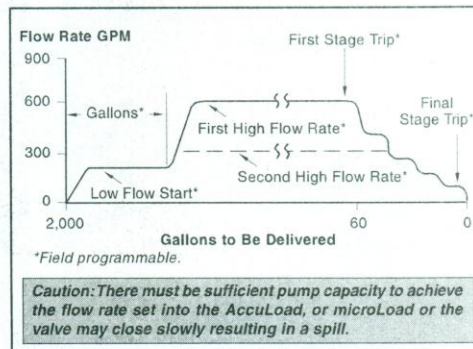 Flow Rate GPM
900
600
300
0
First Stage Trip*
Gallons*
First High Flow Rate*
Final
Stage Trip*
Low Flow Start*
Second High Flow Rate*
2,000
60
0
Gallons to Be Delivered
*Field programmable.
Caution: There must be sufficient pump capacity to achieve
the flow rate set into the AccuLoad, or microLoad or the
valve may close slowly resulting in a spill.